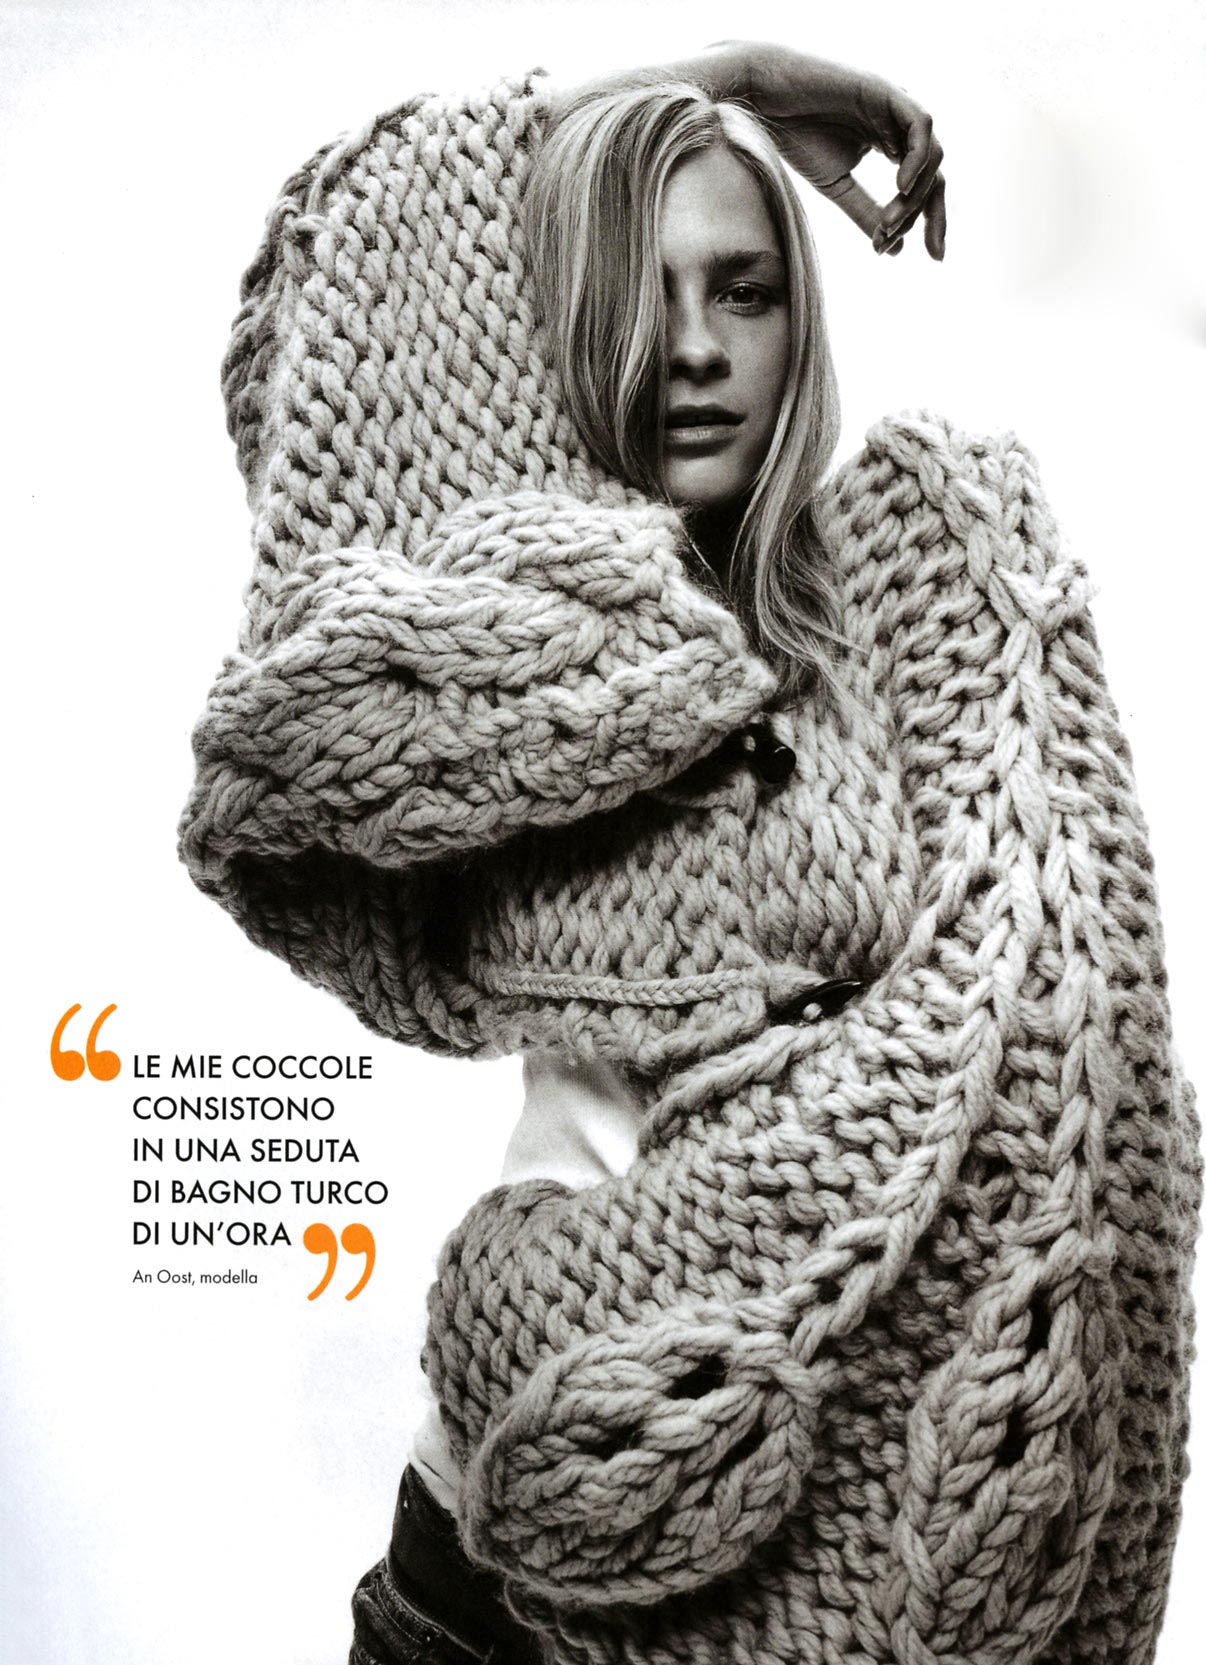 “LE MIE COCCOLE
CONSISTONO
IN UNA SEDUTA
DI BAGNO TURCO
DI UN’ORA”
An Oost, modella